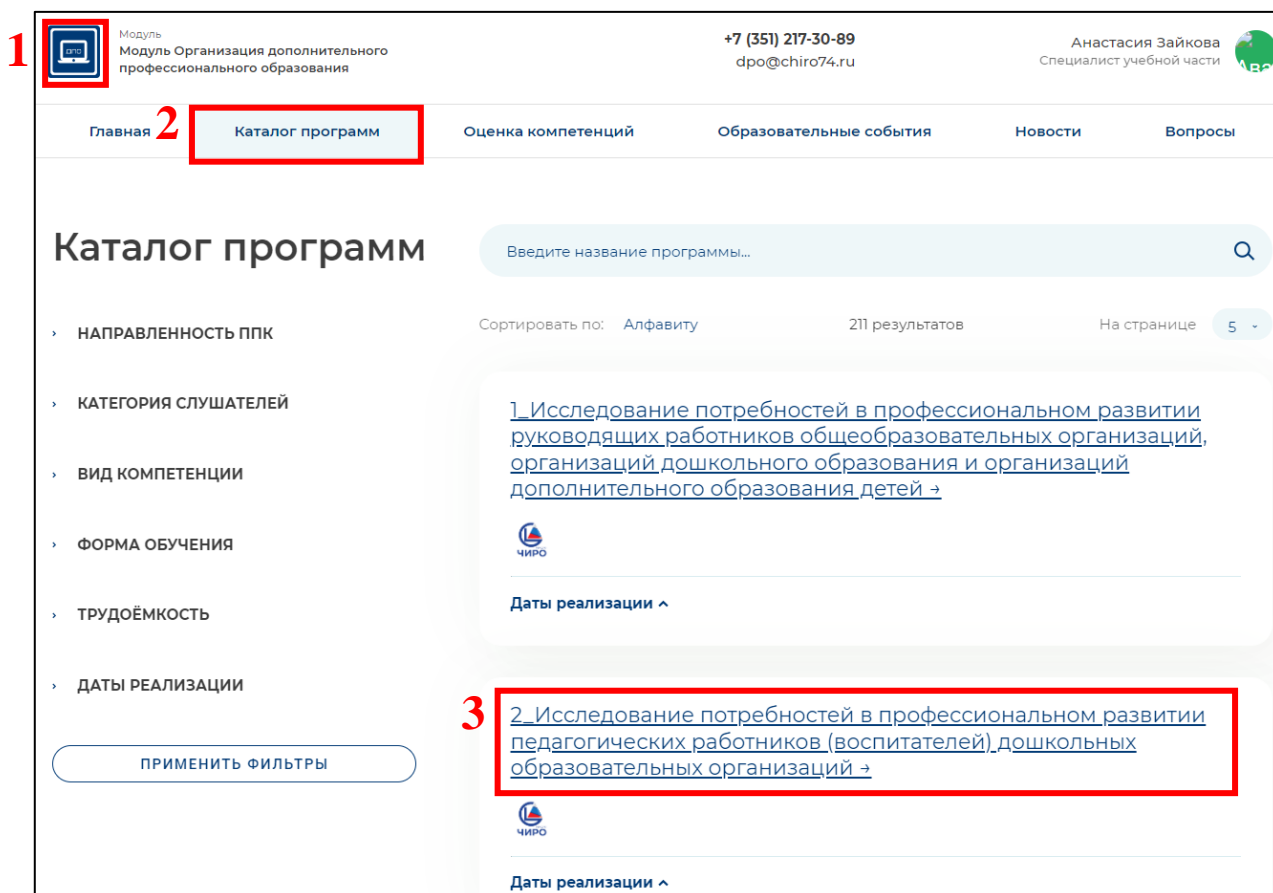 1
Модуль
Модуль Организация дополнительного
профессионального образования
ДПО
+7 (351) 217-30-89
dpo@chiro74.ru
Анастасия Зайкова
Специалист учебной части
Ава
Главная
2
Каталог программ
Оценка компетенций
Образовательные события
Новости
Вопросы
Каталог программ
Введите название программы...
Сортировать по: Алфавиту
211 результатов
На странице 5
НАПРАВЛЕННОСТЬ ППК
КАТЕГОРИЯ СЛУШАТЕЛЕЙ
ВИД КОМПЕТЕНЦИИ
ФОРМА ОБУЧЕНИЯ
ТРУДОЁМКОСТЬ
ДАТЫ РЕАЛИЗАЦИИ
ПРИМЕНИТЬ ФИЛЬТРЫ
1_Исследование потребностей в профессиональном развитии
руководящих работников общеобразовательных организаций,
организаций дошкольного образования и организаций
дополнительного образования детей →
ЧИРО
Даты реализации
3
2_Исследование потребностей в профессиональном развитии
педагогических работников (воспитателей) дошкольных
образовательных организаций →
ЧИРО
Даты реализации